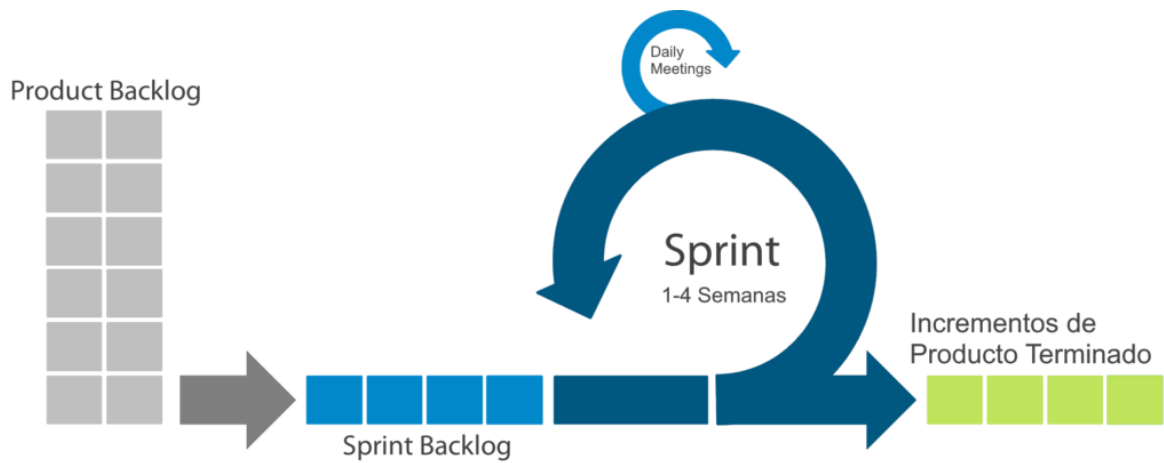 Daily
Meetings
Product Backlog
Sprint
1-4 Semanas
Incrementos de
Producto Terminado
Sprint Backlog